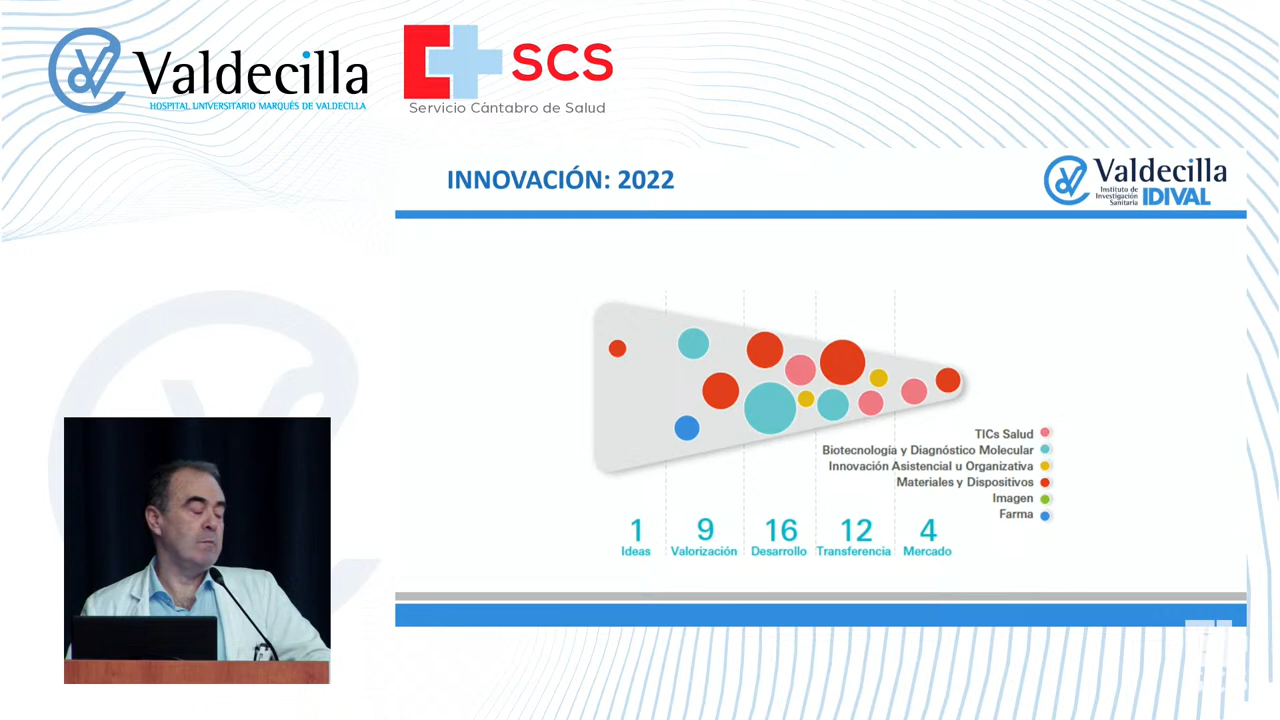 Valdecilla
HOSPITAL UNIVERSITARIO MARQUÉS DE VALDECILLA
SCS
Servicio Cántabro de Salud
INNOVACIÓN: 2022
Valdecilla
Instituto de
Investigación
Sanitaria
IDIVAL
TICs Salud
Biotecnología y Diagnóstico Molecular
Innovación Asistencial u Organizativa
Materiales y Dispositivos
Imagen
Farma
1 9 16 12 4
Ideas Valorización Desarrollo Transferencia Mercado